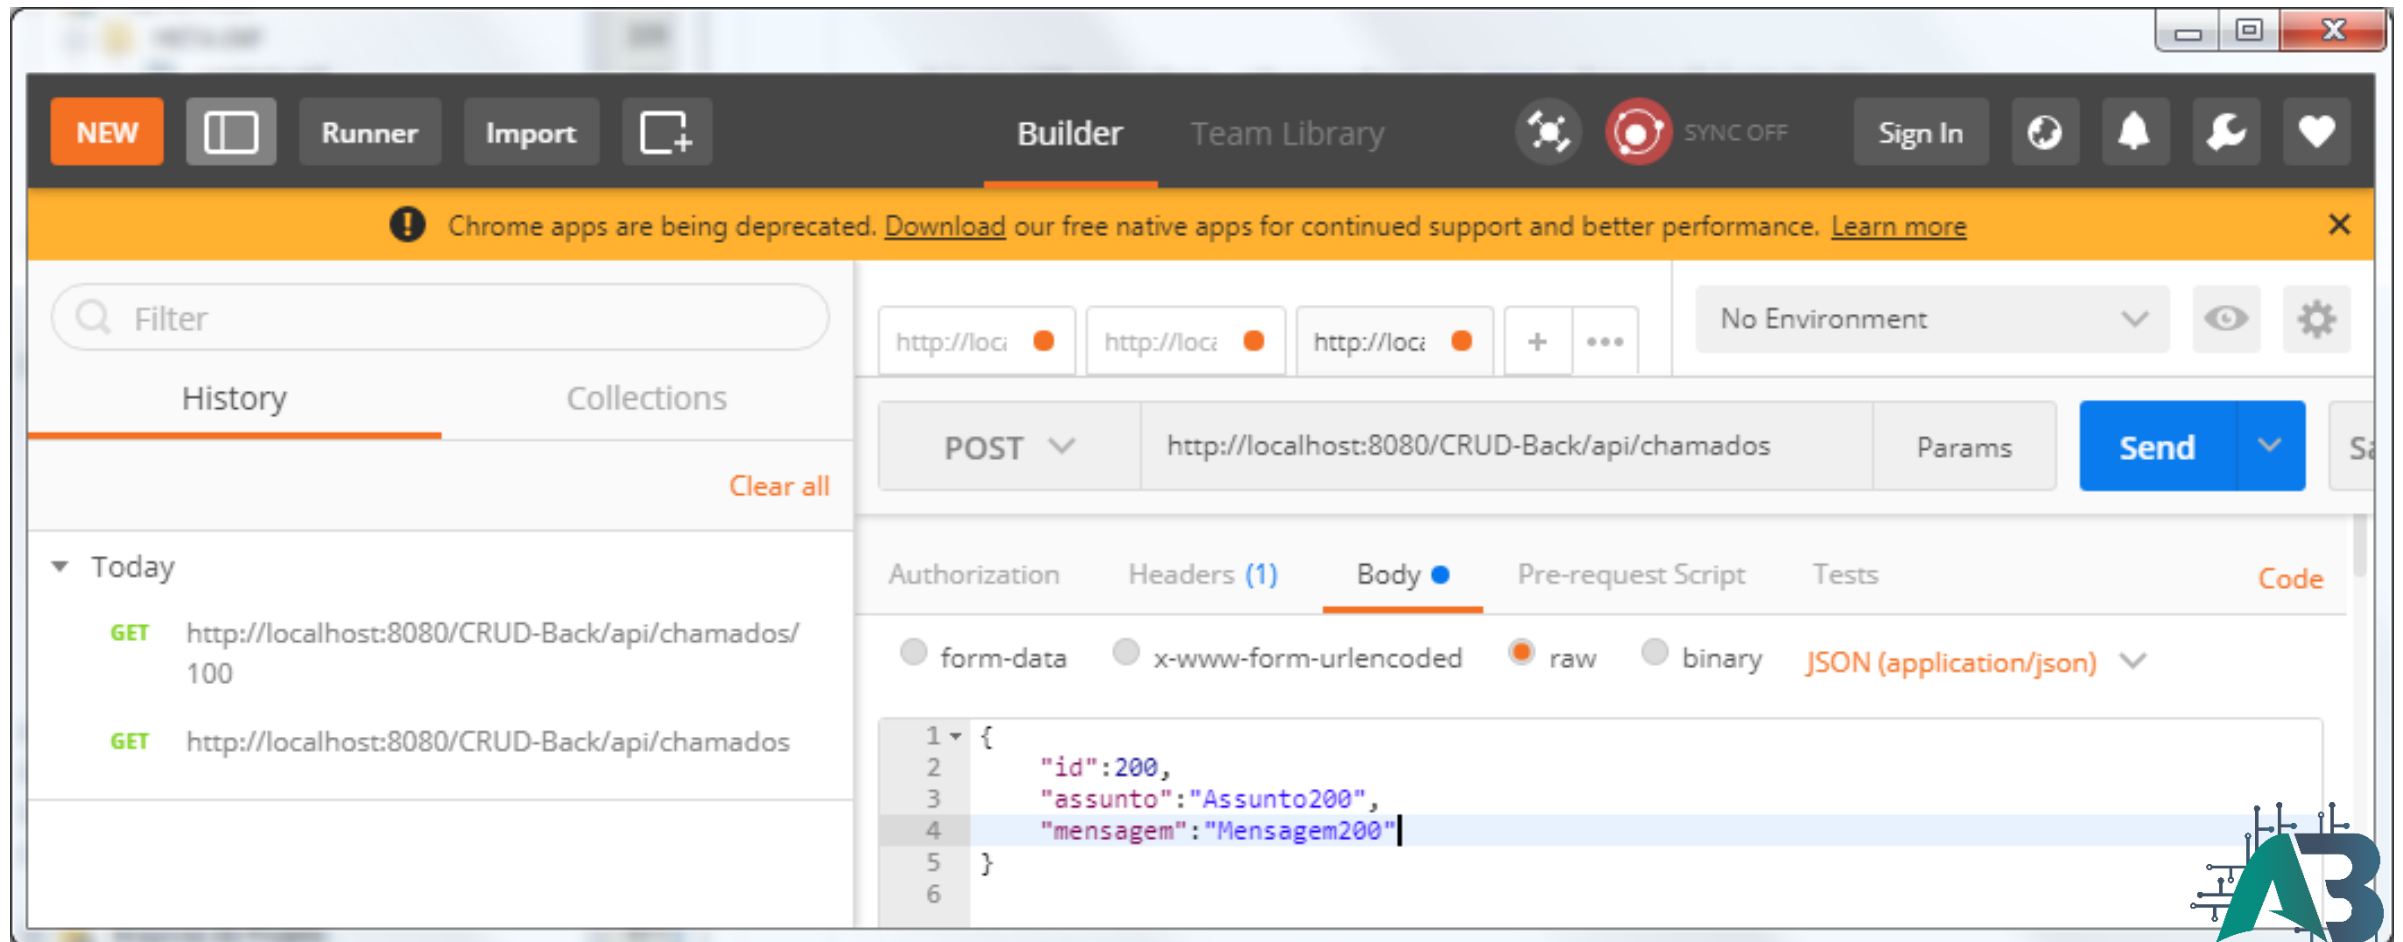 NEW Runner Import Builder Team Library SYNC OFF Sign In
Chrome apps are being deprecated. Download our free native apps for continued support and better performance. Learn more
Filter
History Collections
Clear all
Today
GET http://localhost:8080/CRUD-Back/api/chamados/
100
GET http://localhost:8080/CRUD-Back/api/chamados
http://loca http://loca http://loca No Environment
POST http://localhost:8080/CRUD-Back/api/chamados Params Send Sa
Authorization Headers (1) Body Pre-request Script Tests Code
form-data x-www-form-urlencoded raw binary JSON (application/json)
1 {
2 "id":200,
3 "assunto":"Assunto200",
4 "mensagem":"Mensagem200"
5 }
6
AB